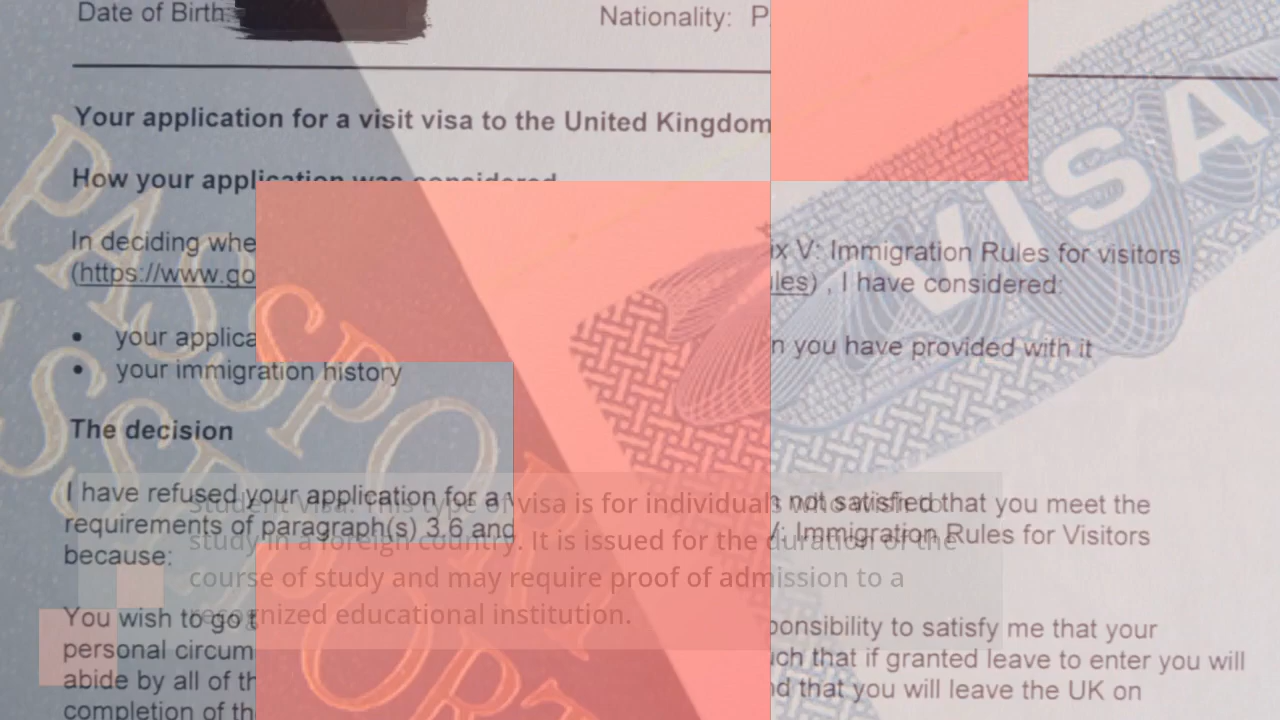 Date of Birth
Nationality: P
Your application for a visit visa to the United Kingdom
How your application was considered
VISA
PASSPORT
In deciding whe
ix V: Immigration Rules for visitors
(https://www.go
les) , I have considered:
• your applica
n you have provided with it
• your immigration history
The decision
I have refused your application for a v
not satisfied that you meet the
requirements of paragraph(s) 3.6 and
V: Immigration Rules for Visitors
because:
Student Visa: This type of visa is for individuals who wish to
study in a foreign country. It is issued for the duration of the
course of study and may require proof of admission to a
recognized educational institution.
You wish to go t
ponsibility to satisfy me that your
personal circum
uch that if granted leave to enter you will
abide by all of th
nd that you will leave the UK on
completion of th